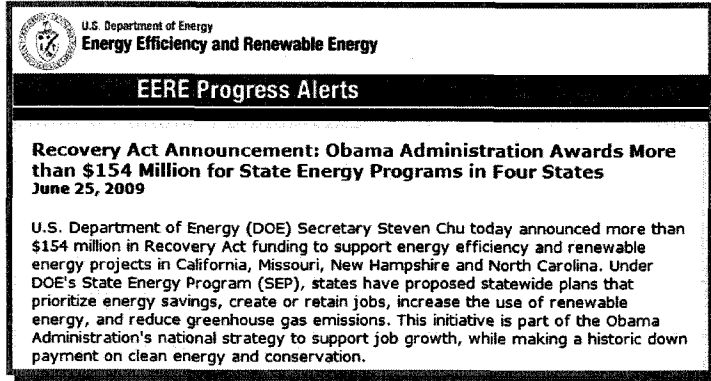 U.S. Department of Energy
Energy Efficiency and Renewable Energy
EERE Progress Alerts
Recovery Act Announcement: Obama Administration Awards More
than $154 Million for State Energy Programs in Four States
June 25, 2009
U.S. Department of Energy (DOE) Secretary Steven Chu today announced more than
$154 million in Recovery Act funding to support energy efficiency and renewable
energy projects in California, Missouri, New Hampshire and North Carolina. Under
DOE's State Energy Program (SEP), states have proposed statewide plans that
prioritize energy savings, create or retain jobs, increase the use of renewable
energy, and reduce greenhouse gas emissions. This initiative is part of the Obama
Administration's national strategy to support job growth, while making a historic down
payment on clean energy and conservation.